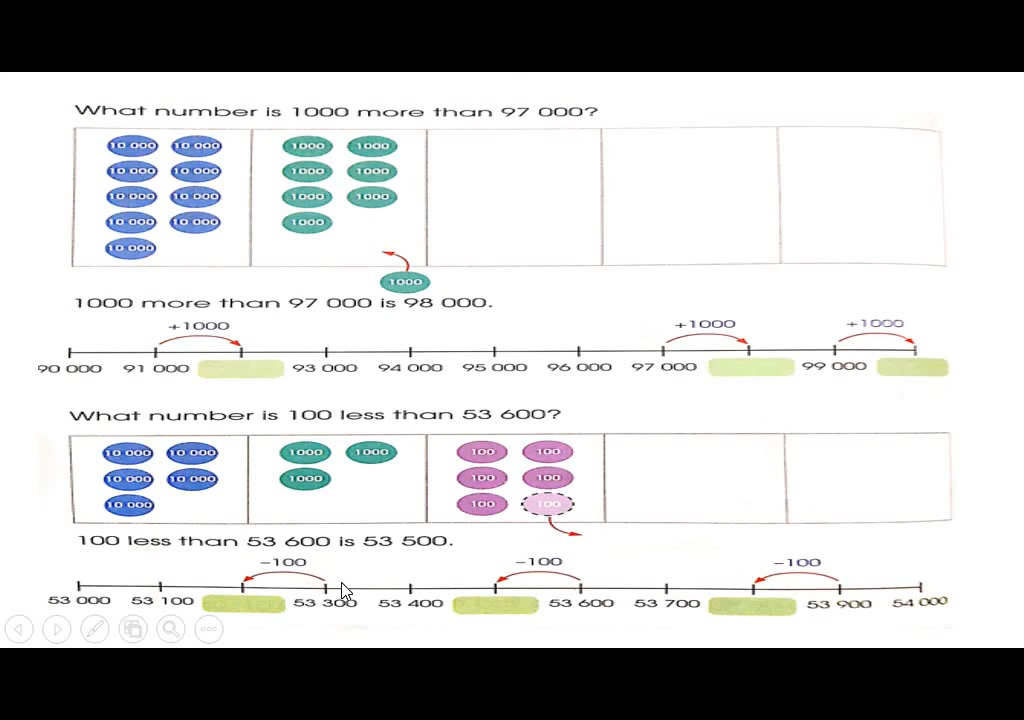 What number is 1000 more than 97 000?
10 000 10 000 1000 1000
10 000 10 000 1000 1000
10 000 10 000 1000 1000
10 000 10 000 1000
10 000
1000
1000 more than 97 000 is 98 000.
+1000 +1000 +1000
90 000 91 000 93 000 94 000 95 000 96 000 97 000 99 000
What number is 100 less than 53 600?
10 000 10 000 1000 1000 100 100
10 000 10 000 1000 100 100
10 000 100 100
100 less than 53 600 is 53 500.
−100 −100 −100
53 000 53 100 53 300 53 400 53 600 53 700 53 900 54 000